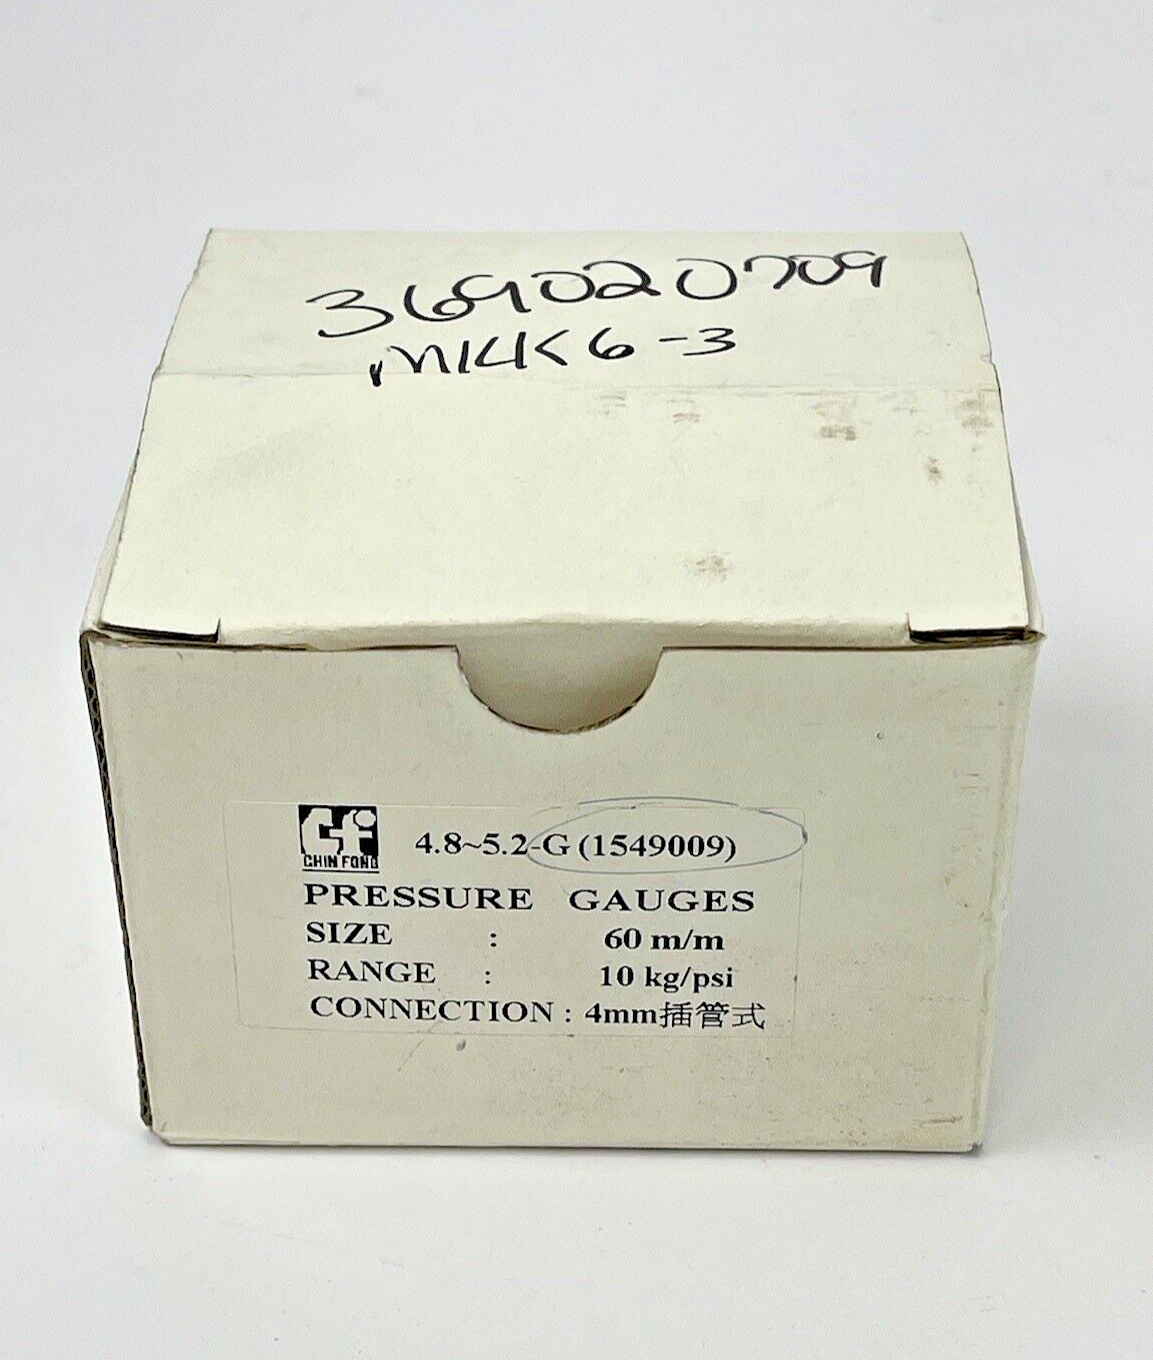 369020709
M14K6-3
CF
CHIN FONG
4.8~5.2-G (1549009)
PRESSURE GAUGES
SIZE : 60 m/m
RANGE : 10 kg/psi
CONNECTION : 4mm插管式